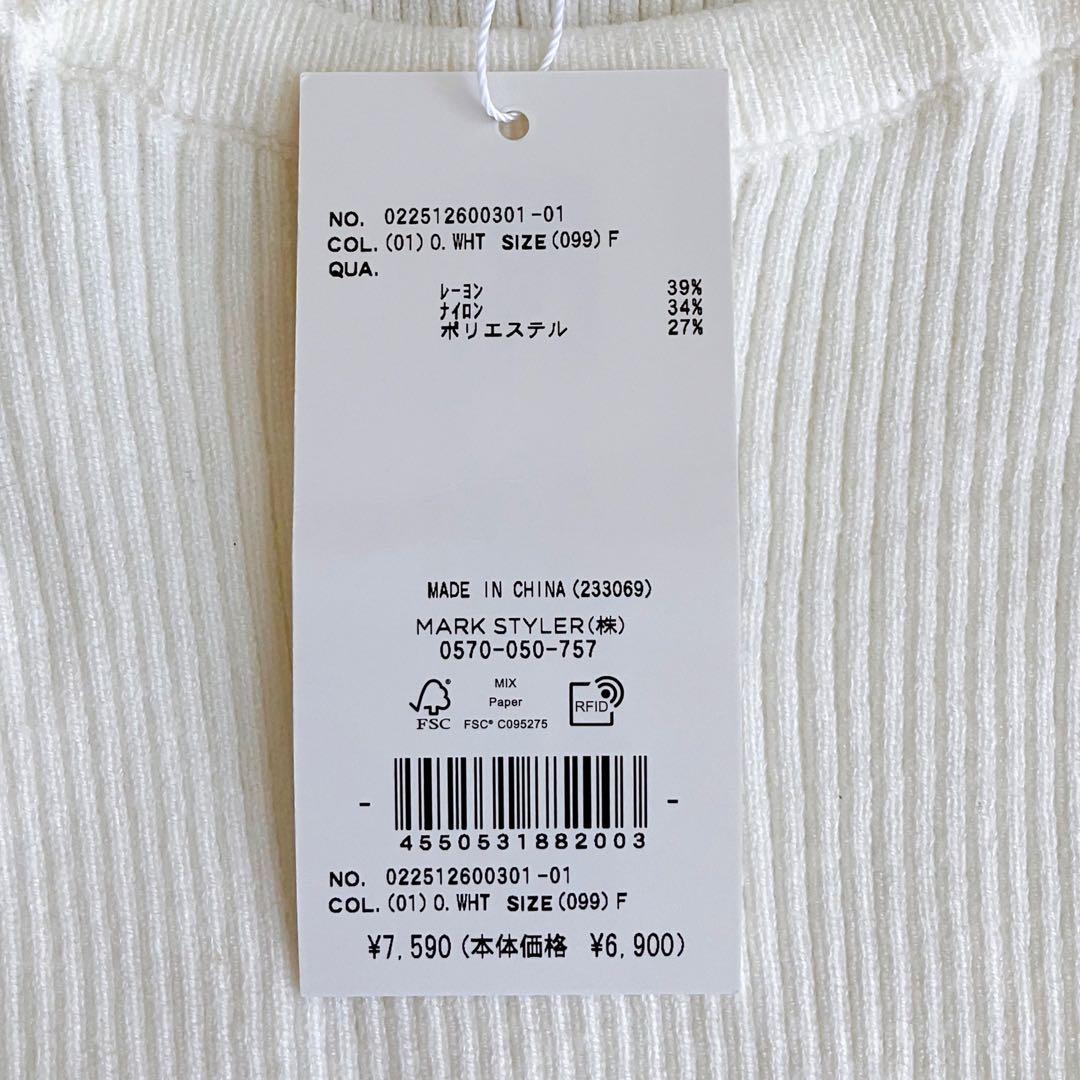 NO. 022512600301-01
COL.(01)O.WHT SIZE(099)F
QUA.
レーヨン 39%
ナイロン 34%
ポリエステル 27%
MADE IN CHINA(233069)
MARK STYLER(株)
0570-050-757
MIX
Paper
FSC® C095275
FSC
RFID
- -
4550531882003
NO. 022512600301-01
COL.(01)O.WHT SIZE(099)F
¥7,590(本体価格 ¥6,900)